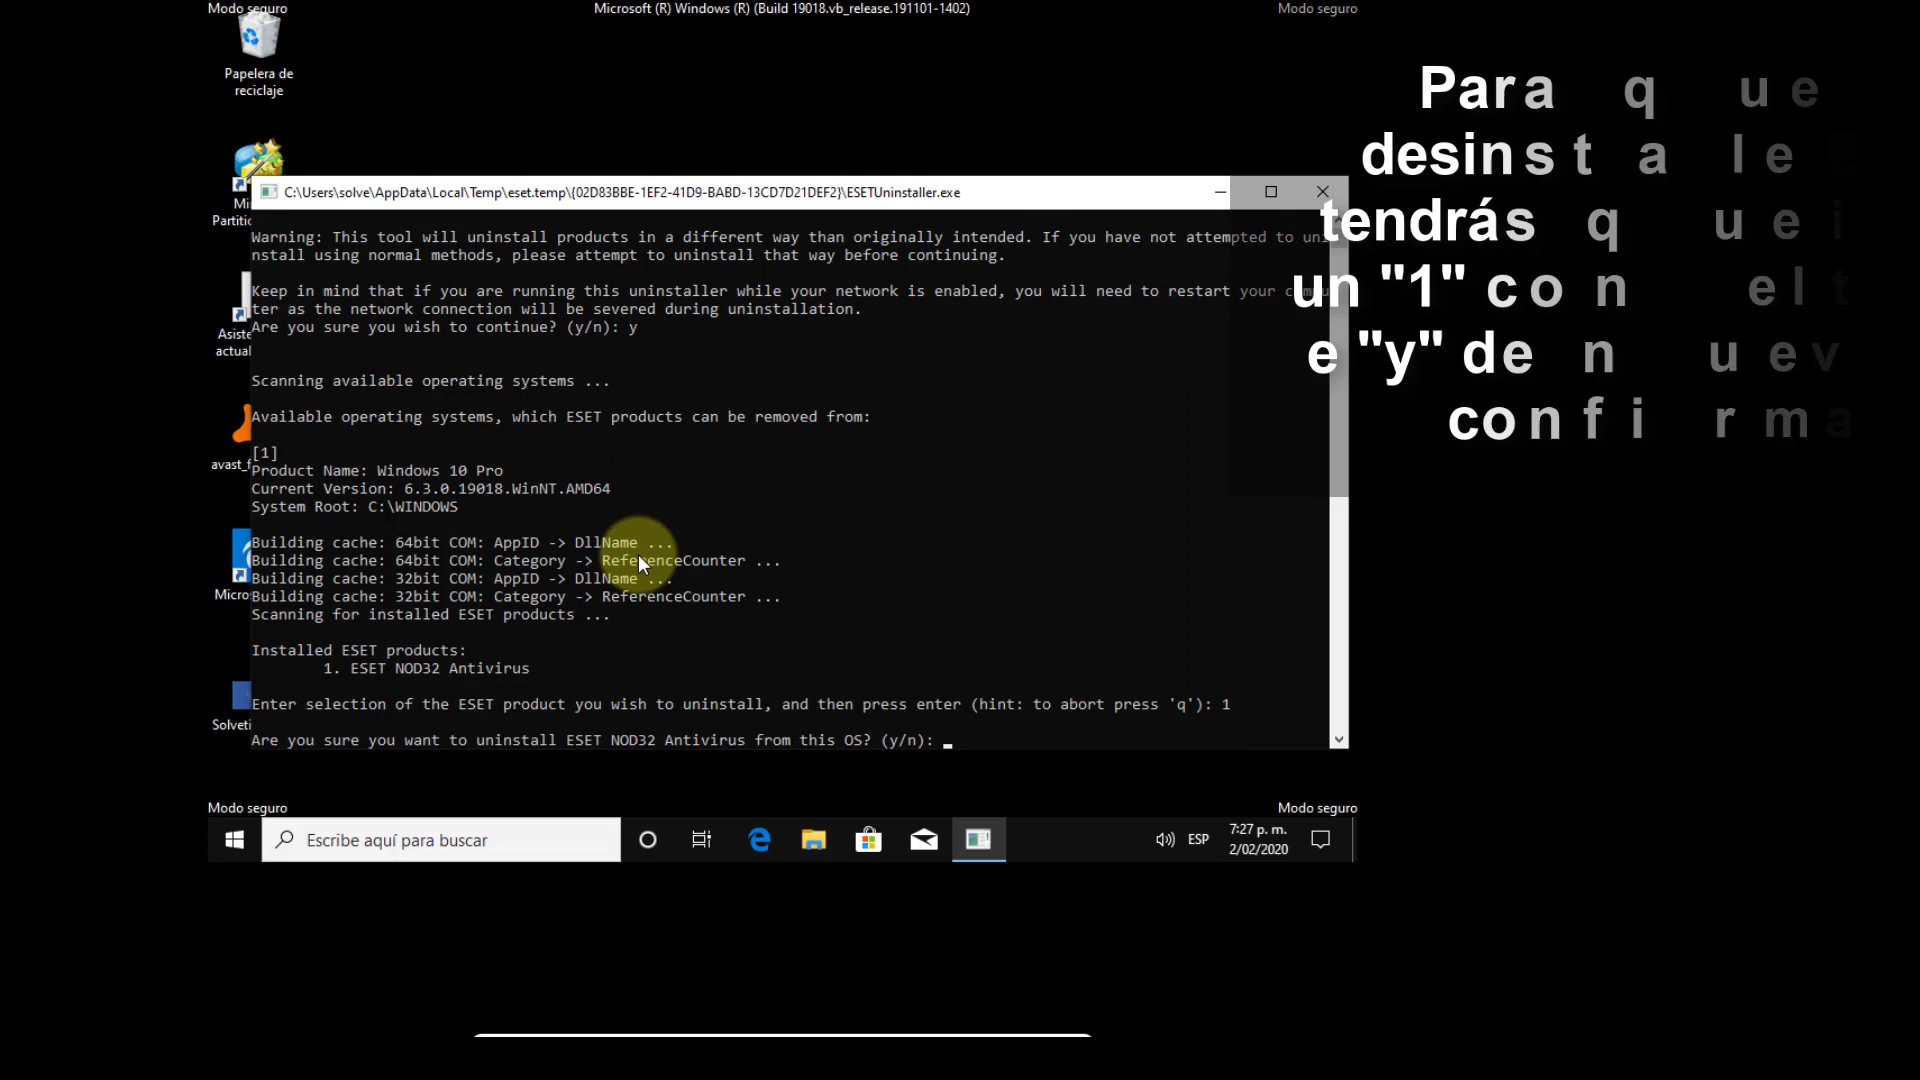 Modo seguro
Microsoft (R) Windows (R) (Build 19018.vb_release.191101-1402)
Modo seguro
Papelera de
reciclaje
Para que
desinstale E
tendrás que i
un "1" con el t
e "y" de nuev
confirma
Mi
Partitio
Asiste
actual
avast_f
Micros
Solveti
C:\Users\solve\AppData\Local\Temp\eset.temp\{02D83BBE-1EF2-41D9-BABD-13CD7D21DEF2}\ESETUninstaller.exe
Warning: This tool will uninstall products in a different way than originally intended. If you have not attempted to uni
nstall using normal methods, please attempt to uninstall that way before continuing.
Keep in mind that if you are running this uninstaller while your network is enabled, you will need to restart your compu
ter as the network connection will be severed during uninstallation.
Are you sure you wish to continue? (y/n): y
Scanning available operating systems ...
Available operating systems, which ESET products can be removed from:
[1]
Product Name: Windows 10 Pro
Current Version: 6.3.0.19018.WinNT.AMD64
System Root: C:\WINDOWS
Building cache: 64bit COM: AppID -> DllName ...
Building cache: 64bit COM: Category -> ReferenceCounter ...
Building cache: 32bit COM: AppID -> DllName ...
Building cache: 32bit COM: Category -> ReferenceCounter ...
Scanning for installed ESET products ...
Installed ESET products:
1. ESET NOD32 Antivirus
Enter selection of the ESET product you wish to uninstall, and then press enter (hint: to abort press 'q'): 1
Are you sure you want to uninstall ESET NOD32 Antivirus from this OS? (y/n):
Modo seguro
Modo seguro
Escribe aquí para buscar
ESP
7:27 p. m.
2/02/2020